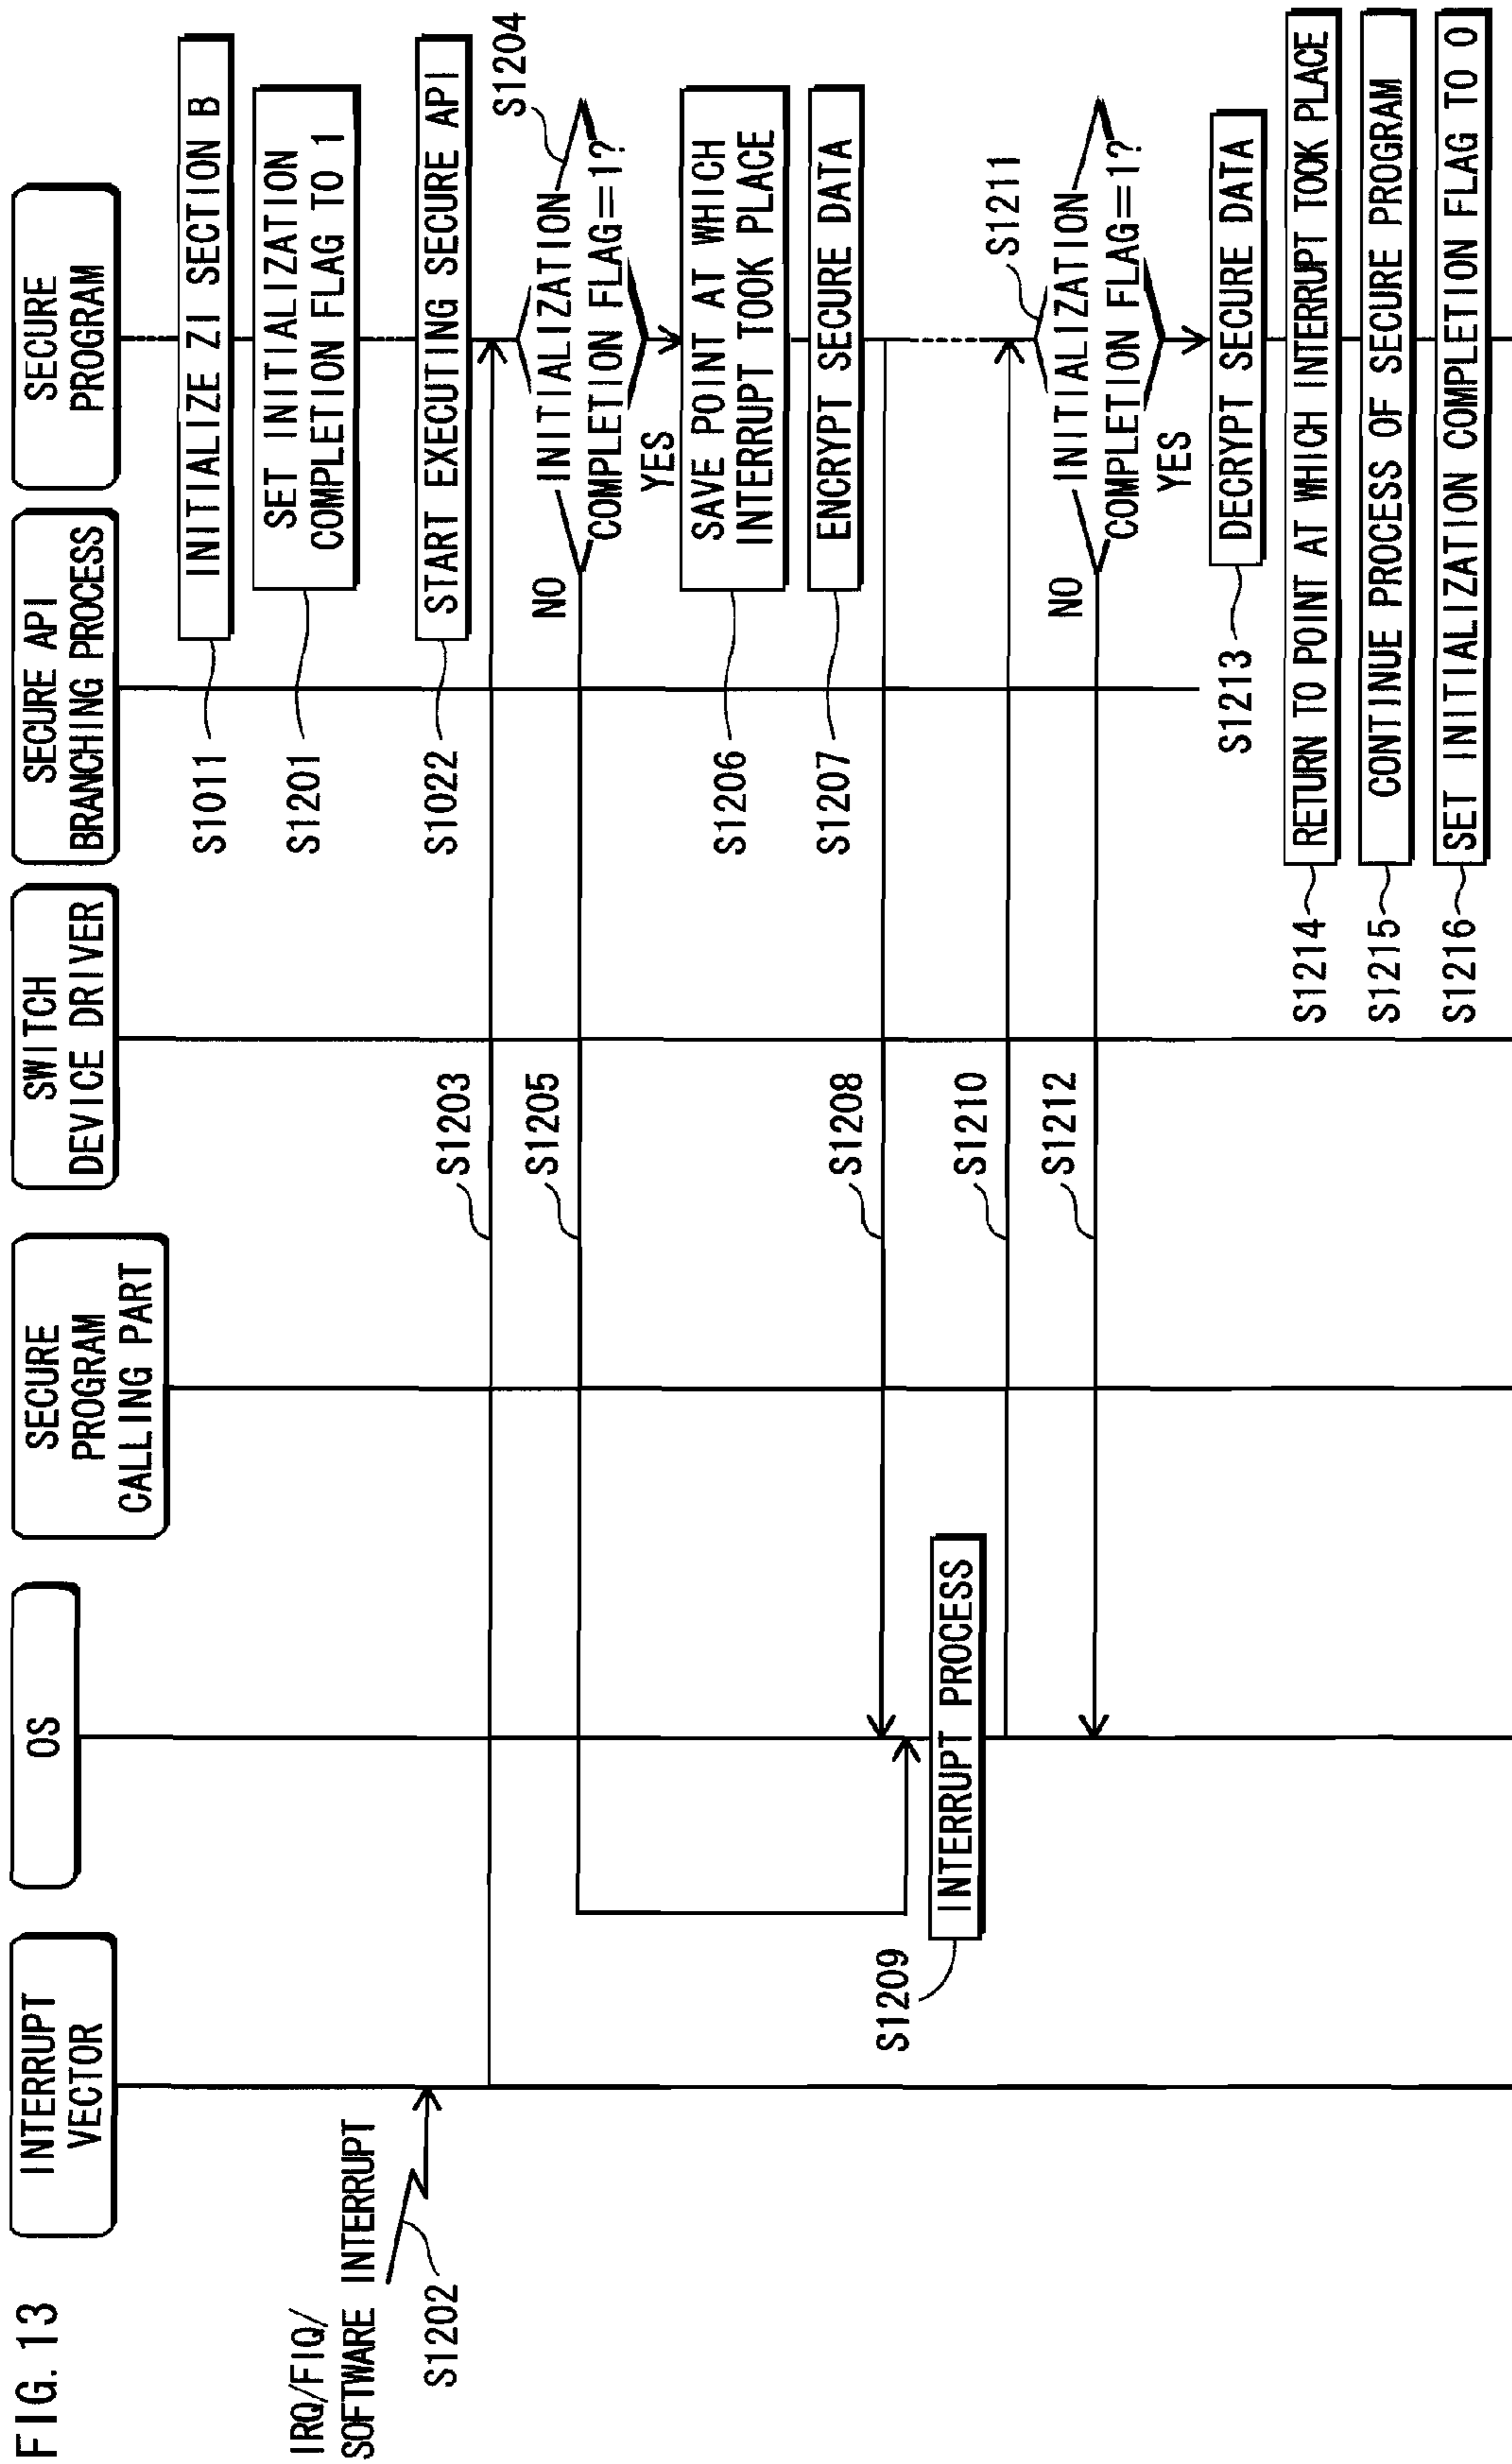 FIG. 13
INTERRUPT
VECTOR
OS
SECURE
PROGRAM
CALLING PART
SWITCH
DEVICE DRIVER
SECURE API
BRANCHING PROCESS
SECURE
PROGRAM
S1011
INITIALIZE ZI SECTION B
S1201
SET INITIALIZATION
COMPLETION FLAG TO 1
IRQ/FIQ/
SOFTWARE INTERRUPT
S1202
S1022
START EXECUTING SECURE API
S1203
S1204
INITIALIZATION
COMPLETION FLAG=1?
NO
YES
S1205
S1206
SAVE POINT AT WHICH
INTERRUPT TOOK PLACE
S1207
ENCRYPT SECURE DATA
S1208
S1209
INTERRUPT PROCESS
S1210
S1211
INITIALIZATION
COMPLETION FLAG=1?
NO
YES
S1212
S1213
DECRYPT SECURE DATA
S1214
RETURN TO POINT AT WHICH INTERRUPT TOOK PLACE
S1215
CONTINUE PROCESS OF SECURE PROGRAM
S1216
SET INITIALIZATION COMPLETION FLAG TO 0